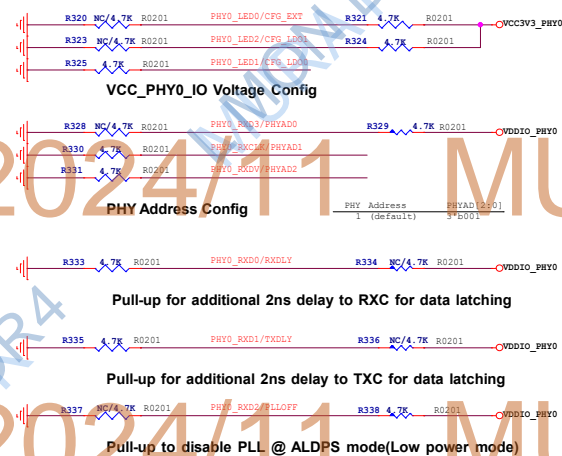 R320 NC/4.7K R0201 PHY0_LED0/CFG_EXT R321 4.7K R0201 VCC3V3_PHY0
R323 NC/4.7K R0201 PHY0_LED2/CFG_LDO1 R324 4.7K R0201
R325 4.7K R0201 PHY0_LED1/CFG_LDO0
VCC_PHY0_IO Voltage Config
R328 NC/4.7K R0201 PHY0_RXD3/PHYAD0 R329 4.7K R0201 VDDIO_PHY0
R330 4.7K R0201 PHY0_RXCLK/PHYAD1
R331 4.7K R0201 PHY0_RXDV/PHYAD2
2024/11 MU
PHY Address Config
PHY Address PHYAD[2:0]
1 (default) 3'b001
R333 4.7K R0201 PHY0_RXD0/RXDLY R334 NC/4.7K R0201 VDDIO_PHY0
Pull-up for additional 2ns delay to RXC for data latching
R335 4.7K R0201 PHY0_RXD1/TXDLY R336 NC/4.7K R0201 VDDIO_PHY0
Pull-up for additional 2ns delay to TXC for data latching
R337 NC/4.7K R0201 PHY0_RXD2/PLLOFF R338 4.7K R0201 VDDIO_PHY0
2024/11 MU
Pull-up to disable PLL @ ALDPS mode(Low power mode)